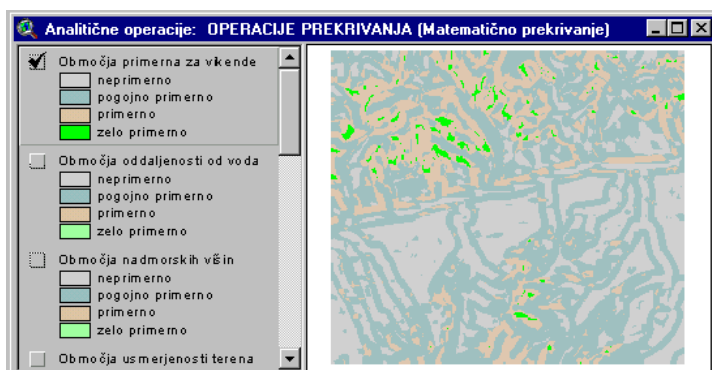 Analitične operacije: OPERACIJE PREKRIVANJA (Matematično prekrivanje)
Območja primerna za vikende
neprimerno
pogojno primerno
primerno
zelo primerno
Območja oddaljenosti od voda
neprimerno
pogojno primerno
primerno
zelo primerno
Območja nadmorskih višin
neprimerno
pogojno primerno
primerno
zelo primerno
Območja usmerjenosti terena